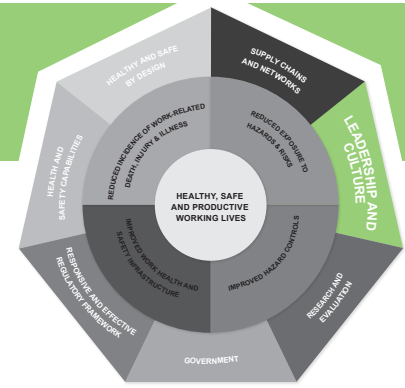 HEALTHY AND SAFE
BY DESIGN
SUPPLY CHAINS
AND NETWORKS
LEADERSHIP AND
CULTURE
RESEARCH AND
EVALUATION
GOVERNMENT
RESPONSIVE AND EFFECTIVE
REGULATORY FRAMEWORK
HEALTH AND
SAFETY CAPABILITIES
REDUCED INCIDENCE OF WORK-RELATED
DEATH, INJURY & ILLNESS
REDUCED EXPOSURE TO
HAZARDS & RISKS
IMPROVED HAZARD CONTROLS
IMPROVED WORK HEALTH AND
SAFETY INFRASTRUCTURE
HEALTHY, SAFE
AND PRODUCTIVE
WORKING LIVES